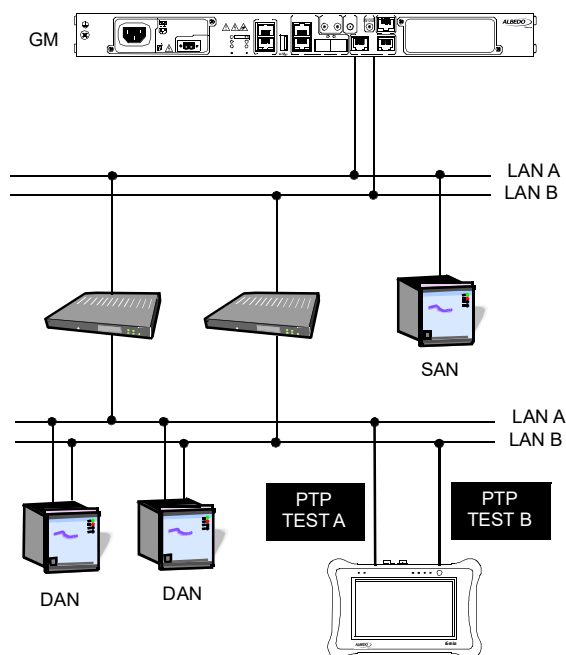 GM
ALBEDO
LAN A
LAN B
SAN
LAN A
LAN B
PTP
TEST A
PTP
TEST B
DAN
DAN
ALBEDO